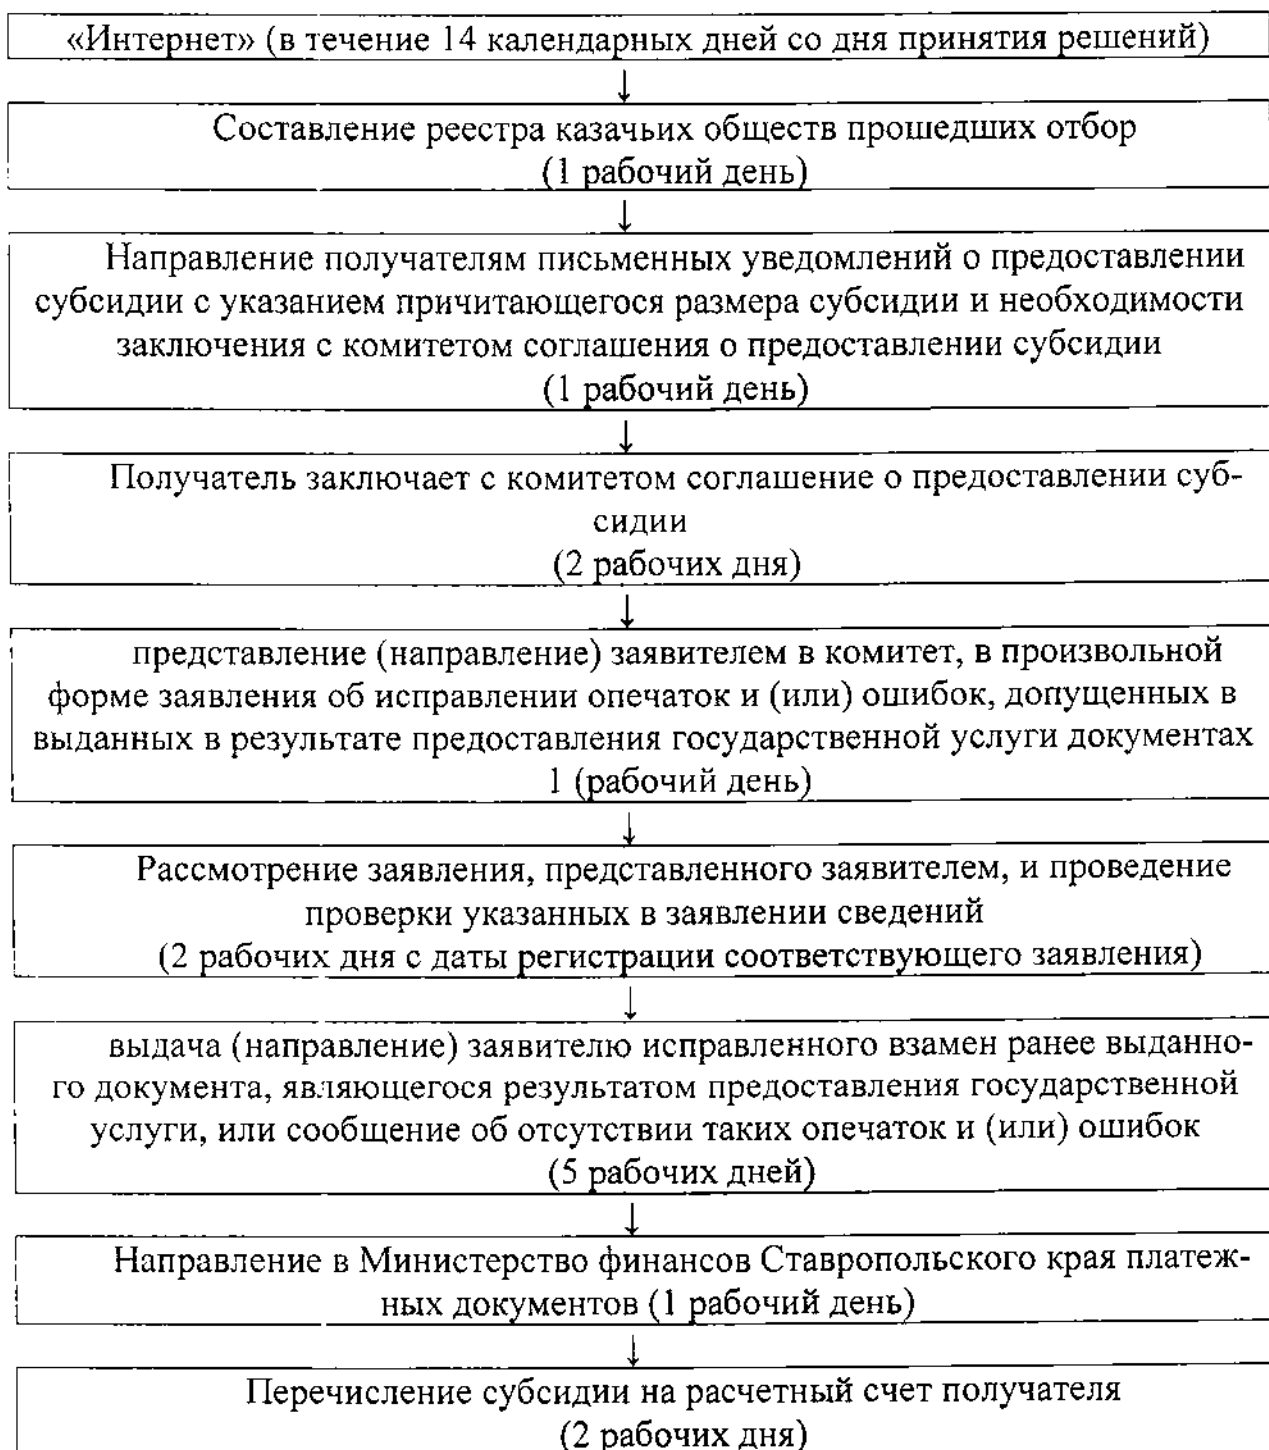 «Интернет» (в течение 14 календарных дней со дня принятия решений)
↓
Составление реестра казачьих обществ прошедших отбор
(1 рабочий день)
↓
Направление получателям письменных уведомлений о предоставлении
субсидии с указанием причитающегося размера субсидии и необходимости
заключения с комитетом соглашения о предоставлении субсидии
(1 рабочий день)
↓
Получатель заключает с комитетом соглашение о предоставлении суб-
сидии
(2 рабочих дня)
↓
представление (направление) заявителем в комитет, в произвольной
форме заявления об исправлении опечаток и (или) ошибок, допущенных в
выданных в результате предоставления государственной услуги документах
1 (рабочий день)
↓
Рассмотрение заявления, представленного заявителем, и проведение
проверки указанных в заявлении сведений
(2 рабочих дня с даты регистрации соответствующего заявления)
↓
выдача (направление) заявителю исправленного взамен ранее выданно-
го документа, являющегося результатом предоставления государственной
услуги, или сообщение об отсутствии таких опечаток и (или) ошибок
(5 рабочих дней)
↓
Направление в Министерство финансов Ставропольского края платеж-
ных документов (1 рабочий день)
↓
Перечисление субсидии на расчетный счет получателя
(2 рабочих дня)